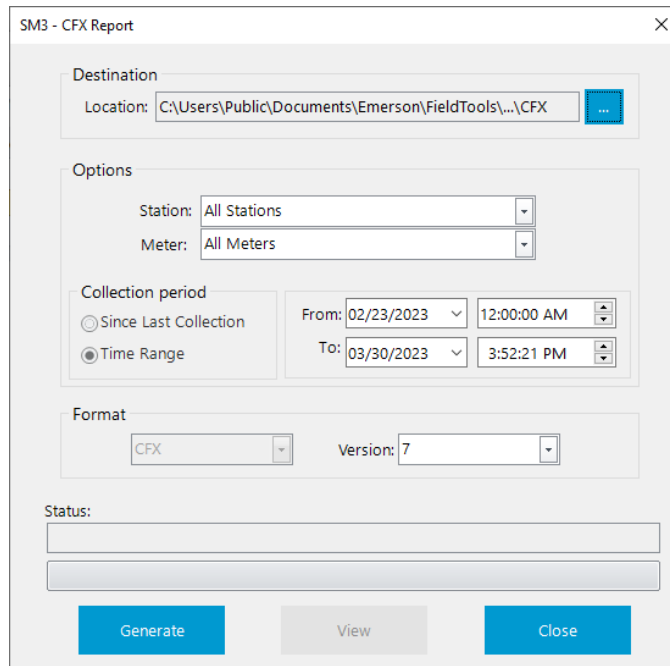 SM3 - CFX Report
Destination
Location: C:\Users\Public\Documents\Emerson\FieldTools\...\CFX ...
Options
Station: All Stations
Meter: All Meters
Collection period
Since Last Collection
Time Range
From: 02/23/2023 12:00:00 AM
To: 03/30/2023 3:52:21 PM
Format
CFX Version: 7
Status:
Generate View Close